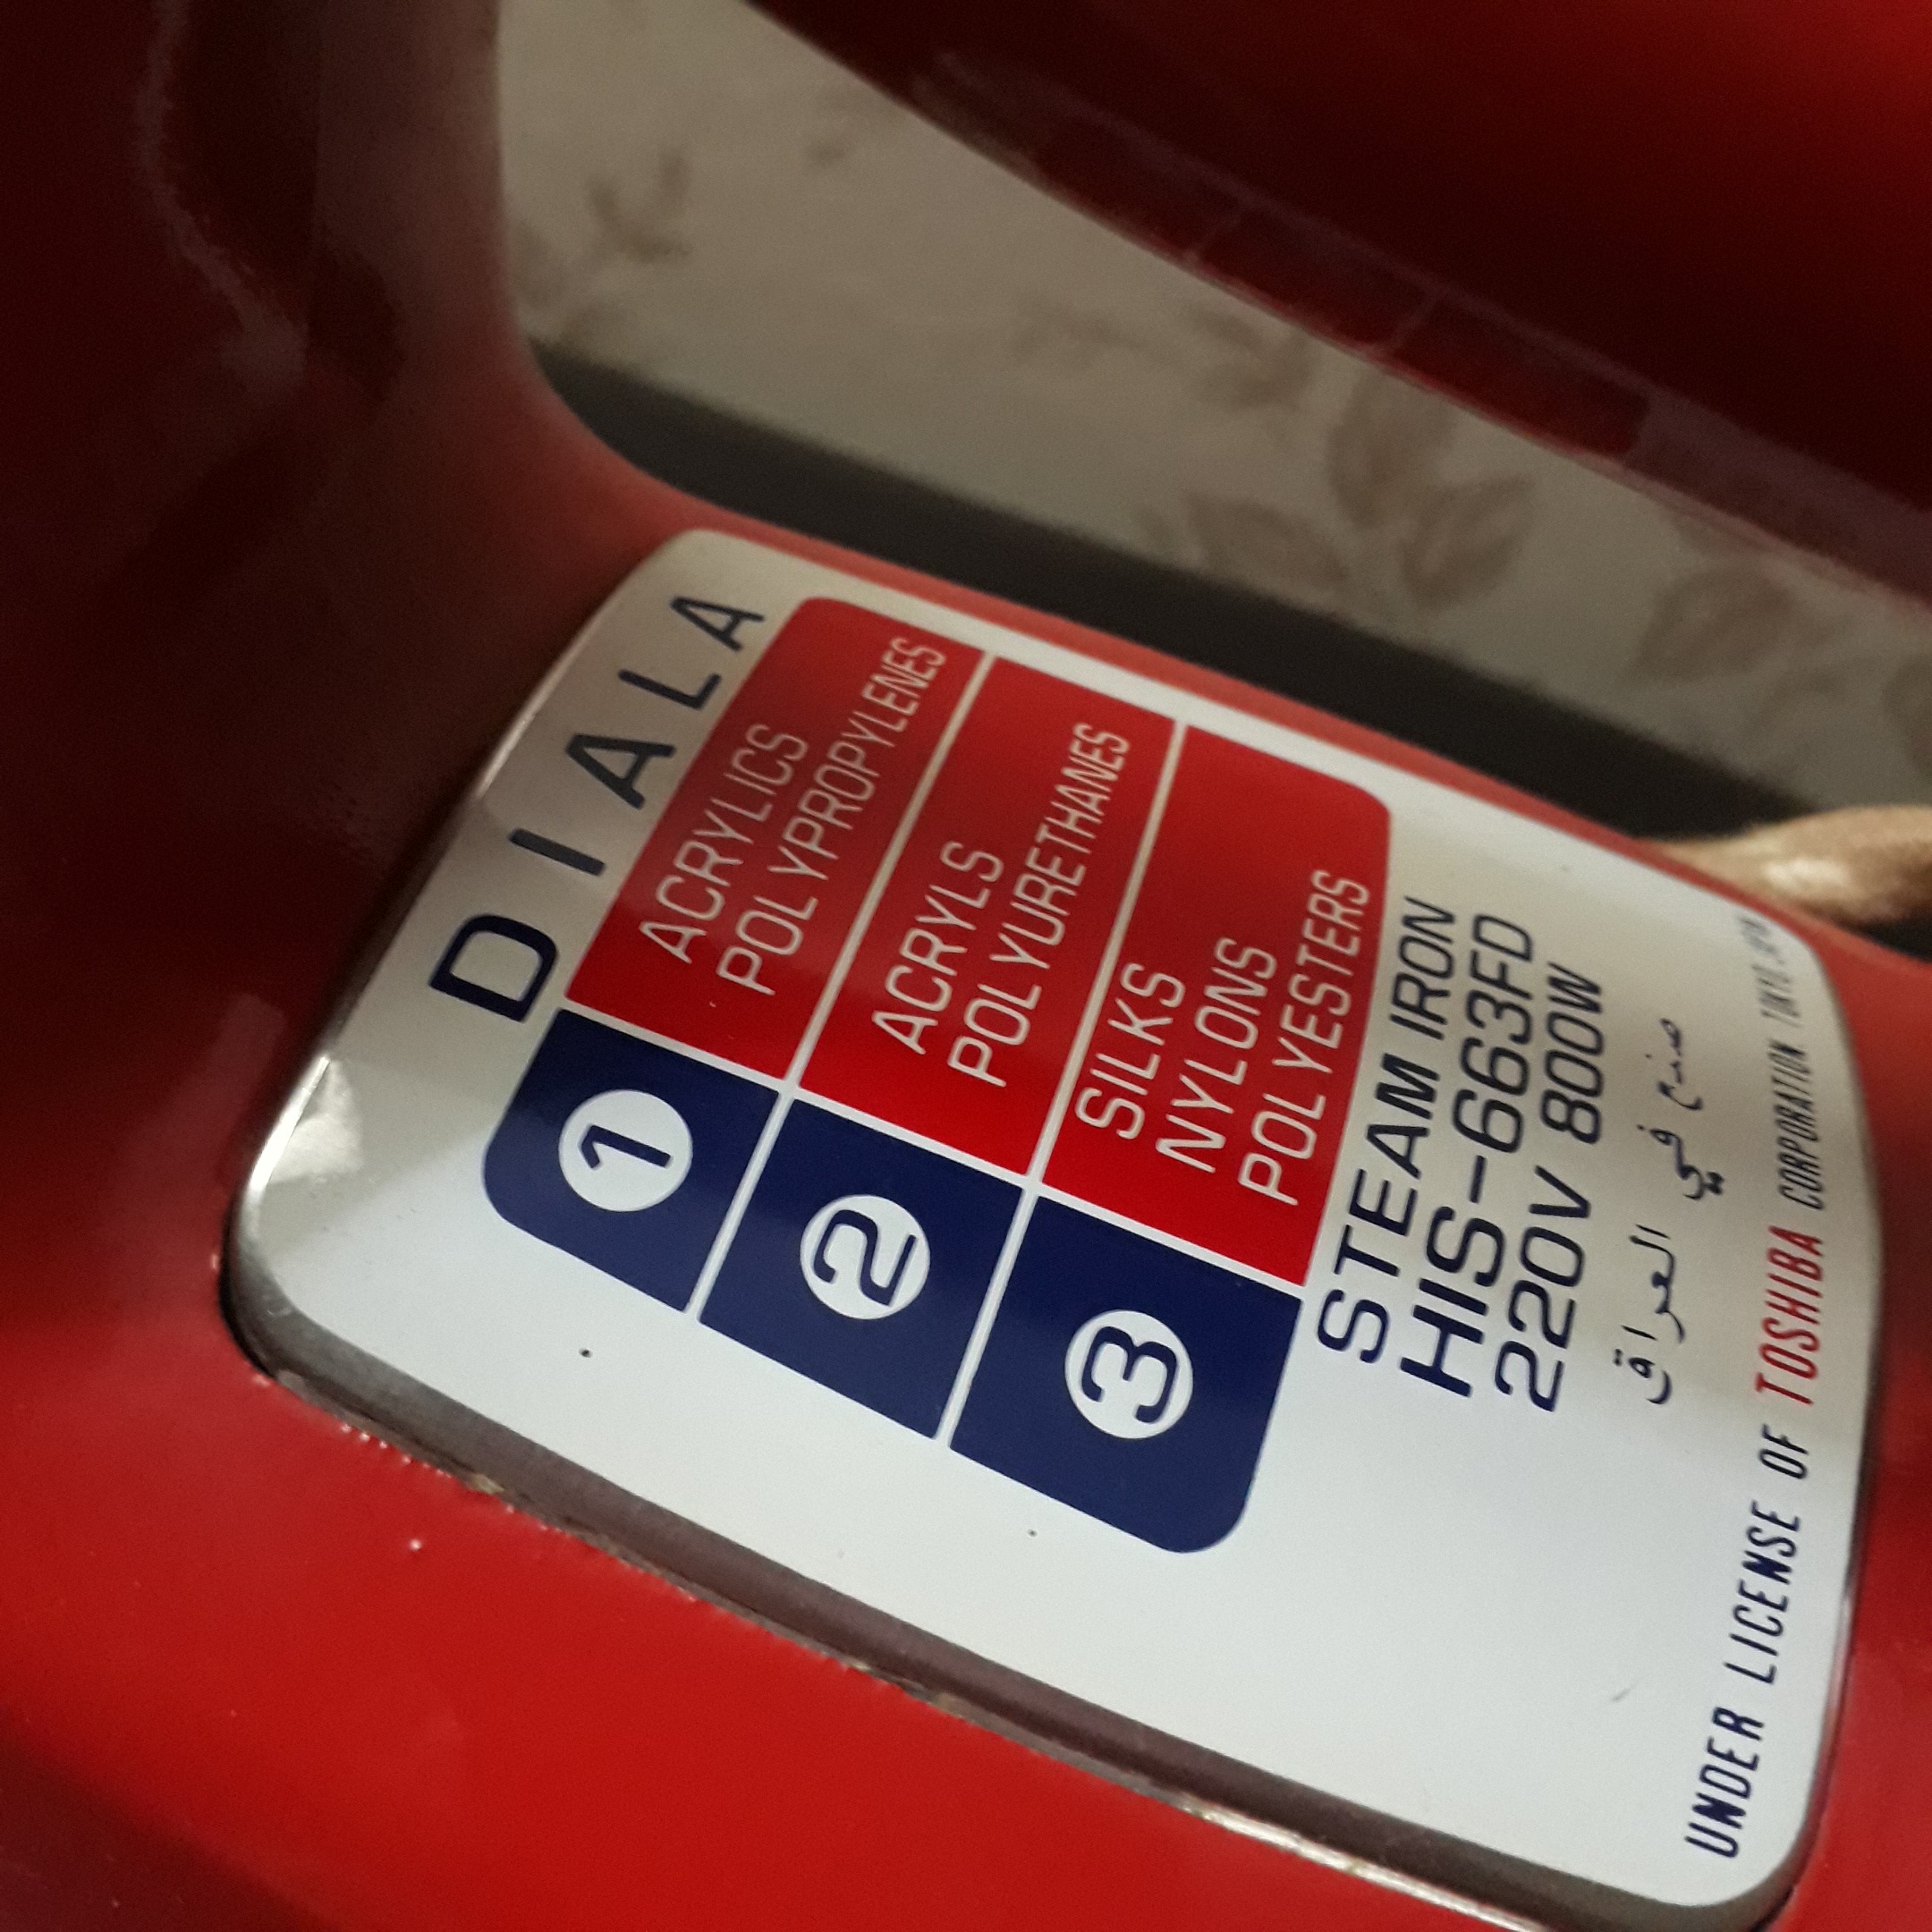 DIALA
1
ACRYLICS
POLYPROPYLENES
2
ACRYLS
POLYURETHANES
3
SILKS
NYLONS
POLYESTERS
STEAM IRON
HIS-663FD
220V 800W
صنع في العراق
UNDER LICENSE OF TOSHIBA CORPORATION